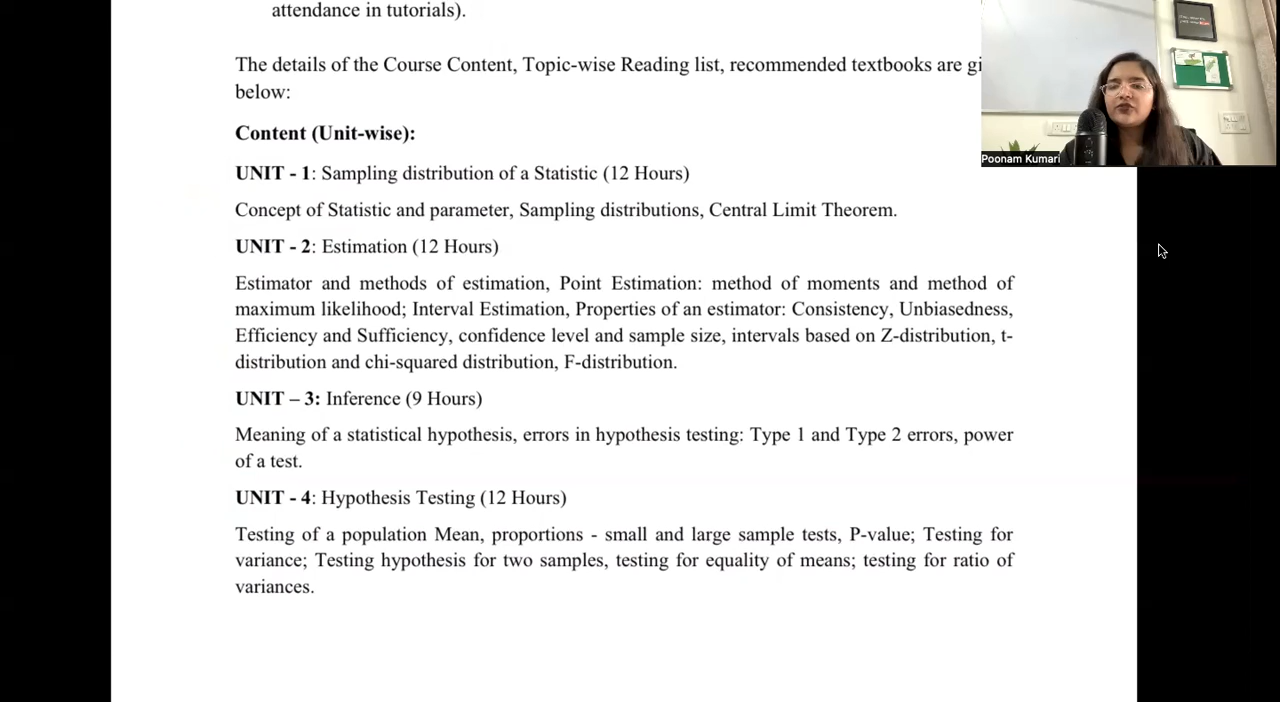 attendance in tutorials).
The details of the Course Content, Topic-wise Reading list, recommended textbooks are gi
below:
Content (Unit-wise):
UNIT - 1: Sampling distribution of a Statistic (12 Hours)
Concept of Statistic and parameter, Sampling distributions, Central Limit Theorem.
UNIT - 2: Estimation (12 Hours)
Estimator and methods of estimation, Point Estimation: method of moments and method of
maximum likelihood; Interval Estimation, Properties of an estimator: Consistency, Unbiasedness,
Efficiency and Sufficiency, confidence level and sample size, intervals based on Z-distribution, t-
distribution and chi-squared distribution, F-distribution.
UNIT – 3: Inference (9 Hours)
Meaning of a statistical hypothesis, errors in hypothesis testing: Type 1 and Type 2 errors, power
of a test.
UNIT - 4: Hypothesis Testing (12 Hours)
Testing of a population Mean, proportions - small and large sample tests, P-value; Testing for
variance; Testing hypothesis for two samples, testing for equality of means; testing for ratio of
variances.
Poonam Kumari